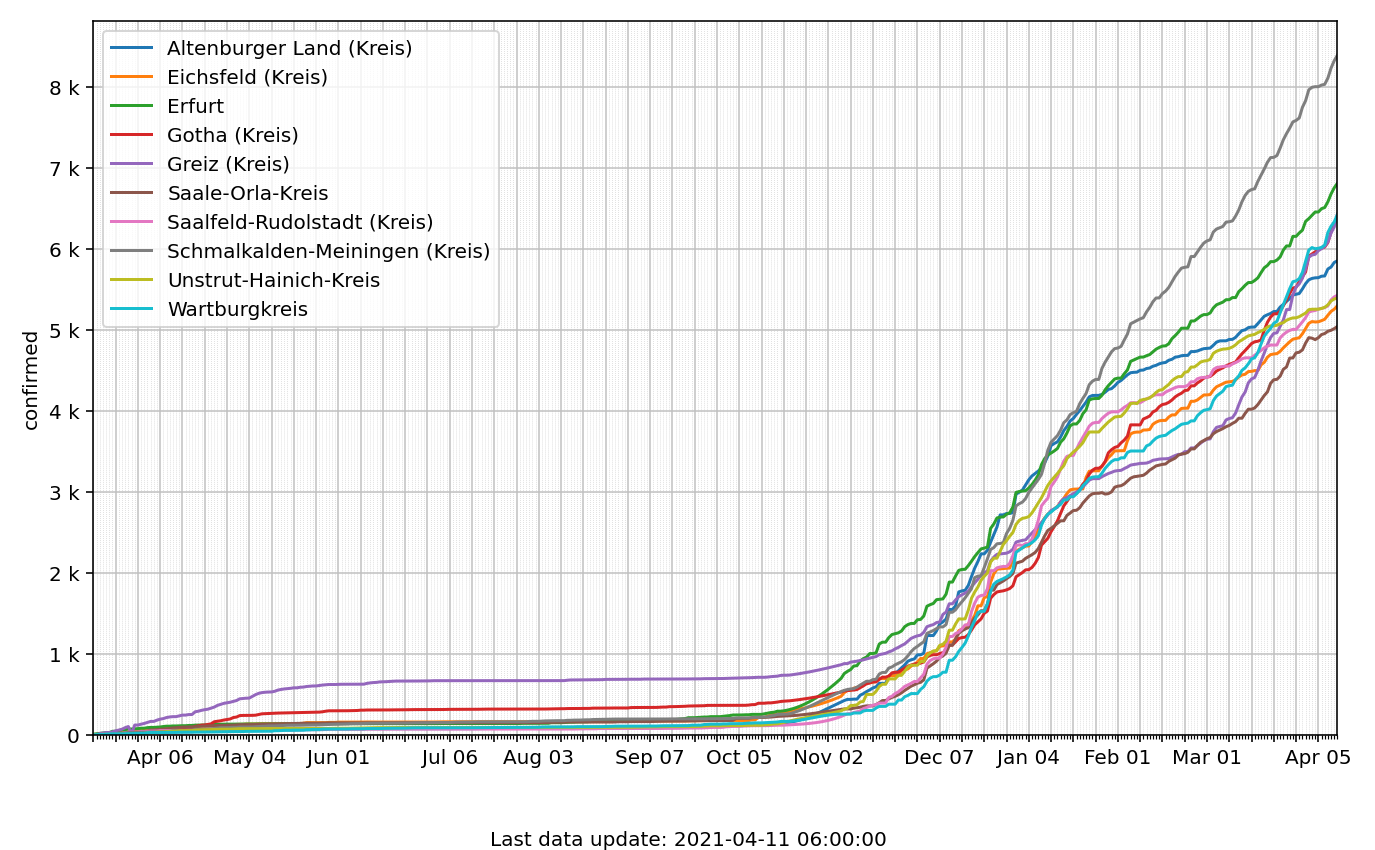 Altenburger Land (Kreis)
Eichsfeld (Kreis)
Erfurt
Gotha (Kreis)
Greiz (Kreis)
Saale-Orla-Kreis
Saalfeld-Rudolstadt (Kreis)
Schmalkalden-Meiningen (Kreis)
Unstrut-Hainich-Kreis
Wartburgkreis
confirmed
8 k
7 k
6 k
5 k
4 k
3 k
2 k
1 k
0
Apr 06 May 04 Jun 01 Jul 06 Aug 03 Sep 07 Oct 05 Nov 02 Dec 07 Jan 04 Feb 01 Mar 01 Apr 05
Last data update: 2021-04-11 06:00:00